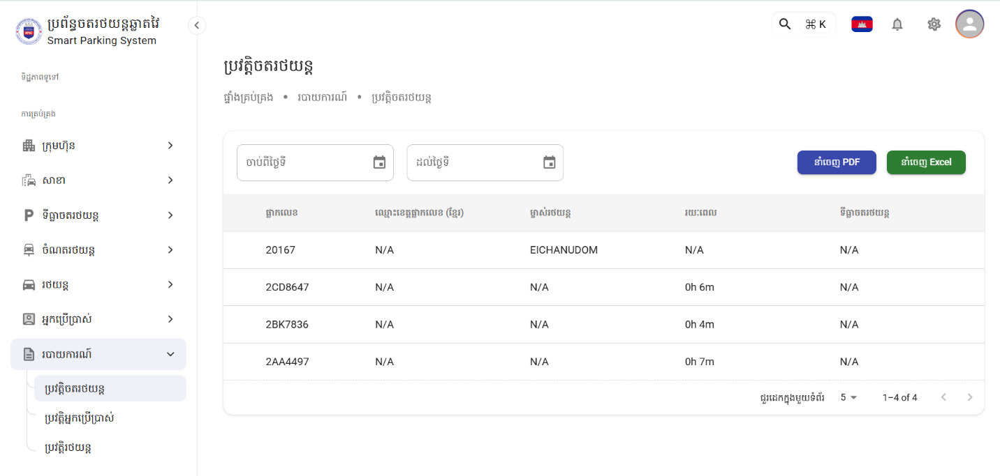 ប្រព័ន្ធចតរថយន្តឆ្លាតវៃ
Smart Parking System
ទិដ្ឋភាពទូទៅ
ការគ្រប់គ្រង
ក្រុមហ៊ុន
សាខា
ទីធ្លាចតរថយន្ត
ចំណតរថយន្ត
រថយន្ត
អ្នកប្រើប្រាស់
របាយការណ៍
ប្រវត្តិចតរថយន្ត
ប្រវត្តិអ្នកប្រើប្រាស់
ប្រវត្តិរថយន្ត
⌘ K
ប្រវត្តិចតរថយន្ត
ផ្ទាំងគ្រប់គ្រង • របាយការណ៍ • ប្រវត្តិចតរថយន្ត
ចាប់ពីថ្ងៃទី ដល់ថ្ងៃទី នាំចេញ PDF នាំចេញ Excel
ផ្លាកលេខ ឈ្មោះខេត្តផ្លាកលេខ (ខ្មែរ) ម្ចាស់រថយន្ត រយៈពេល ទីធ្លាចតរថយន្ត
20167 N/A EICHANUDOM N/A N/A
2CD8647 N/A N/A 0h 6m N/A
2BK7836 N/A N/A 0h 4m N/A
2AA4497 N/A N/A 0h 7m N/A
ជួរដេកក្នុងមួយទំព័រ 5 1–4 of 4